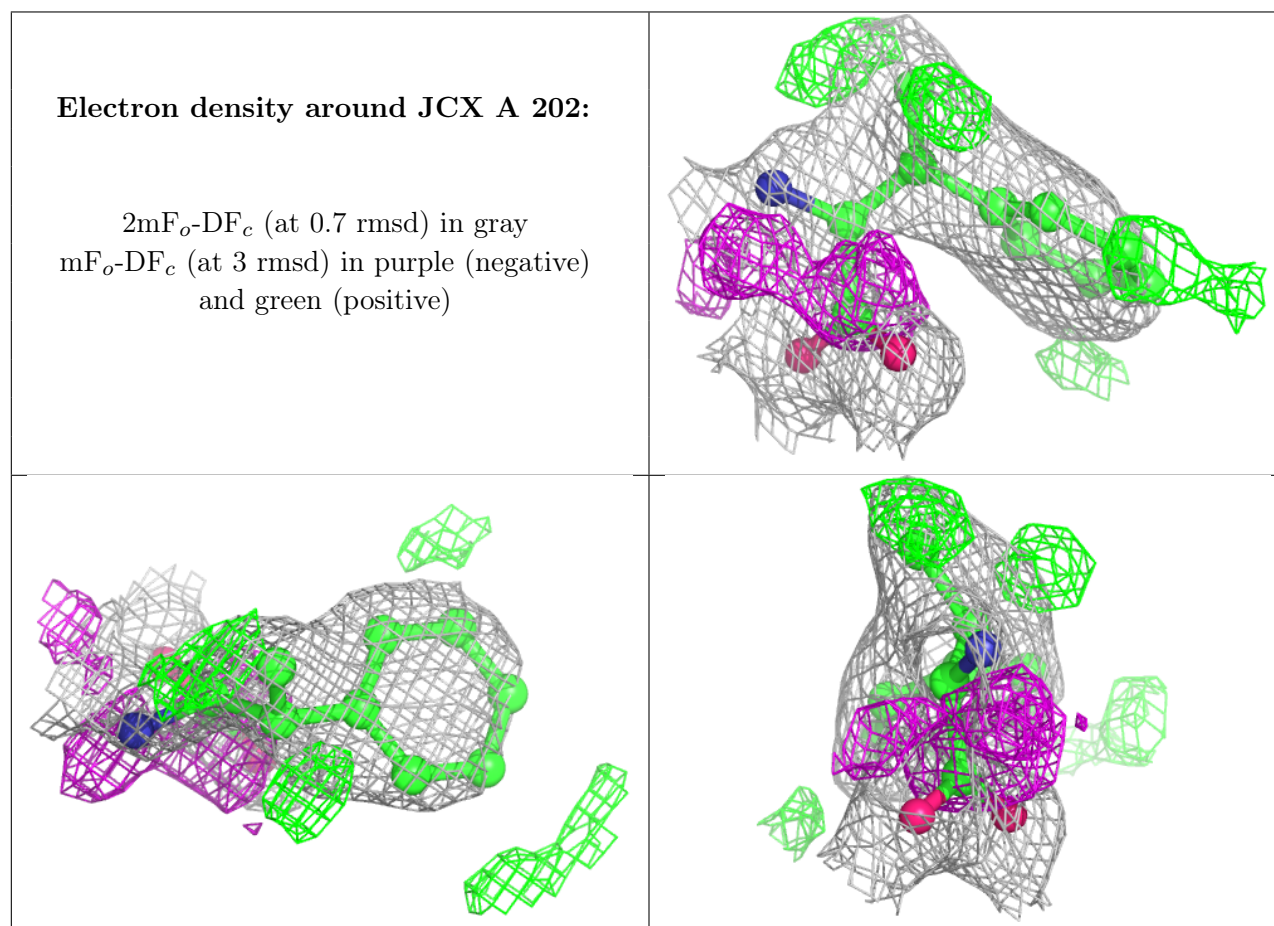 Electron density around JCX A 202:
2mFₒ-DF𝒸 (at 0.7 rmsd) in gray
mFₒ-DF𝒸 (at 3 rmsd) in purple (negative)
and green (positive)